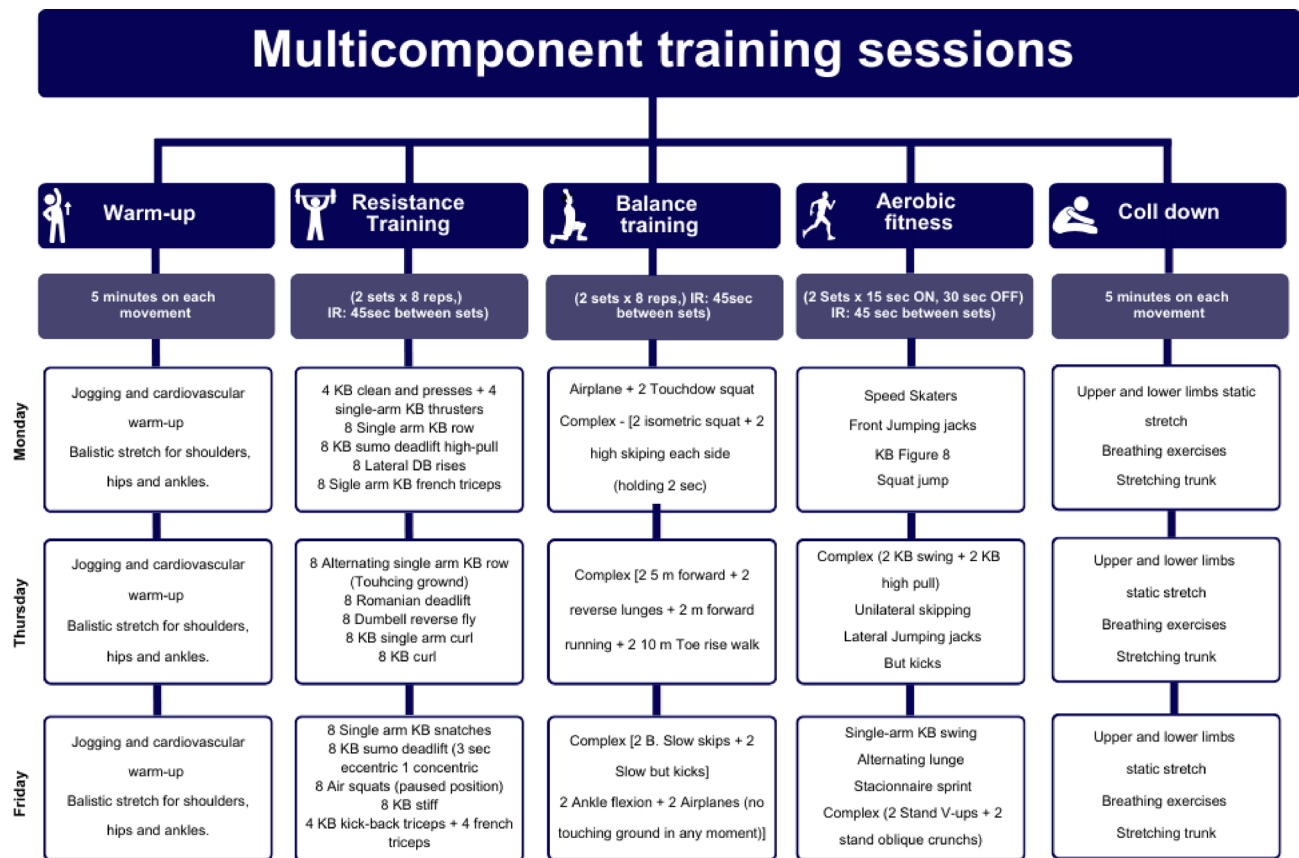 Multicomponent training sessions
Warm-up
Resistance
Training
Balance
training
Aerobic
fitness
Coll down
5 minutes on each
movement
(2 sets x 8 reps,)
IR: 45sec between sets)
(2 sets x 8 reps,) IR: 45sec
between sets)
(2 Sets x 15 sec ON, 30 sec OFF)
IR: 45 sec between sets)
5 minutes on each
movement
Monday
Jogging and cardiovascular
warm-up
Balistic stretch for shoulders,
hips and ankles.
4 KB clean and presses + 4
single-arm KB thrusters
8 Single arm KB row
8 KB sumo deadlift high-pull
8 Lateral DB rises
8 Sigle arm KB french triceps
Airplane + 2 Touchdow squat
Complex - [2 isometric squat + 2
high skiping each side
(holding 2 sec)
Speed Skaters
Front Jumping jacks
KB Figure 8
Squat jump
Upper and lower limbs static
stretch
Breathing exercises
Stretching trunk
Thursday
Jogging and cardiovascular
warm-up
Balistic stretch for shoulders,
hips and ankles.
8 Alternating single arm KB row
(Touhcing grownd)
8 Romanian deadlift
8 Dumbell reverse fly
8 KB single arm curl
8 KB curl
Complex [2 5 m forward + 2
reverse lunges + 2 m forward
running + 2 10 m Toe rise walk
Complex (2 KB swing + 2 KB
high pull)
Unilateral skipping
Lateral Jumping jacks
But kicks
Upper and lower limbs
static stretch
Breathing exercises
Stretching trunk
Friday
Jogging and cardiovascular
warm-up
Balistic stretch for shoulders,
hips and ankles.
8 Single arm KB snatches
8 KB sumo deadlift (3 sec
eccentric 1 concentric
8 Air squats (paused position)
8 KB stiff
4 KB kick-back triceps + 4 french
triceps
Complex [2 B. Slow skips + 2
Slow but kicks]
2 Ankle flexion + 2 Airplanes (no
touching ground in any moment)]
Single-arm KB swing
Alternating lunge
Stacionnaire sprint
Complex (2 Stand V-ups + 2
stand oblique crunchs)
Upper and lower limbs
static stretch
Breathing exercises
Stretching trunk